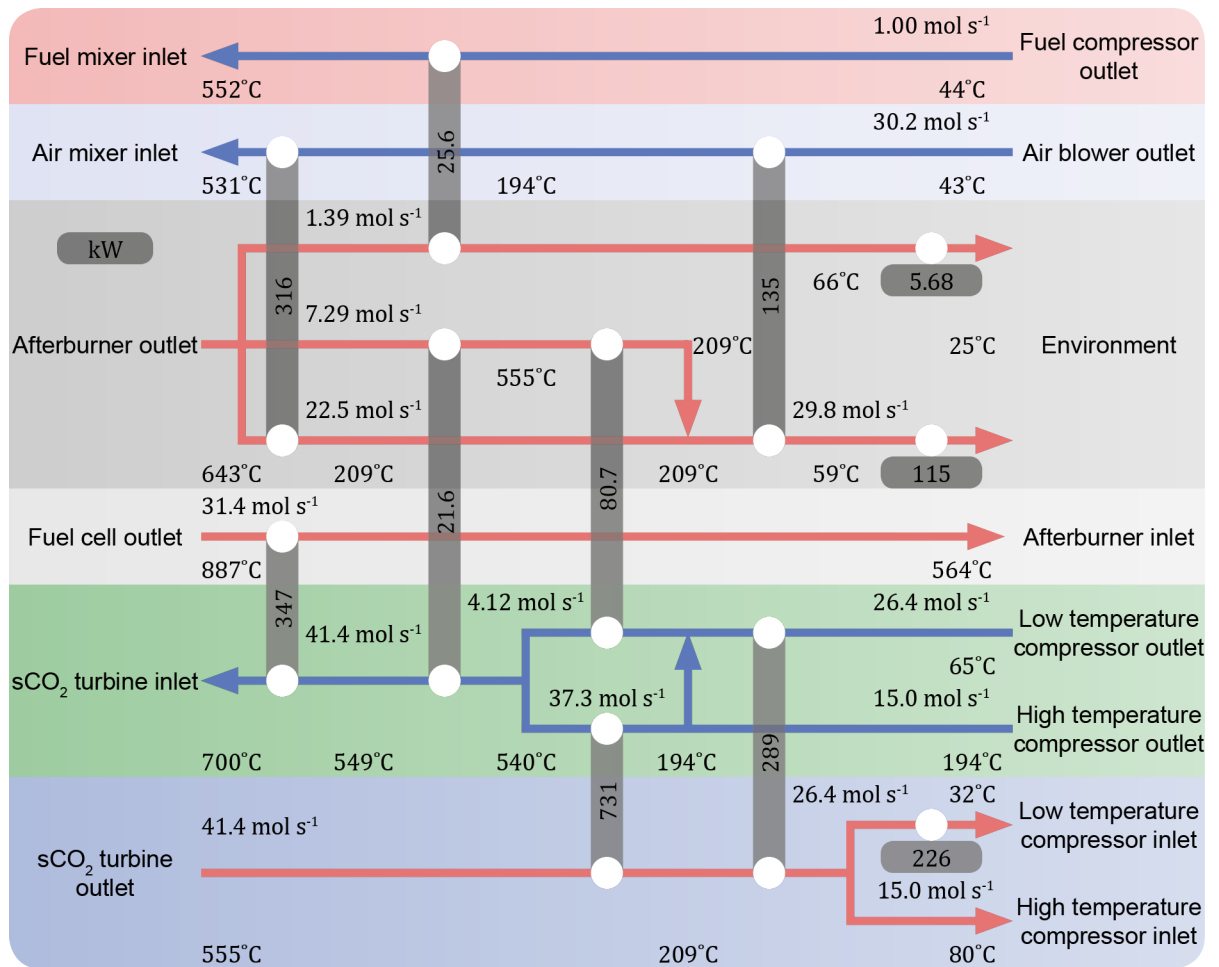 1.00 mol s⁻¹
Fuel mixer inlet
Fuel compressor
outlet
552°C
44°C
30.2 mol s⁻¹
25.6
Air mixer inlet
Air blower outlet
531°C
194°C
43°C
1.39 mol s⁻¹
kW
316
135
66°C
5.68
7.29 mol s⁻¹
Afterburner outlet
209°C
25°C
Environment
555°C
22.5 mol s⁻¹
29.8 mol s⁻¹
643°C
209°C
80.7
209°C
59°C
115
31.4 mol s⁻¹
21.6
Fuel cell outlet
Afterburner inlet
887°C
564°C
347
4.12 mol s⁻¹
26.4 mol s⁻¹
41.4 mol s⁻¹
Low temperature
compressor outlet
65°C
sCO₂ turbine inlet
37.3 mol s⁻¹
15.0 mol s⁻¹
High temperature
compressor outlet
289
700°C
549°C
540°C
194°C
194°C
731
26.4 mol s⁻¹
32°C
Low temperature
compressor inlet
41.4 mol s⁻¹
226
sCO₂ turbine
outlet
15.0 mol s⁻¹
High temperature
compressor inlet
555°C
209°C
80°C